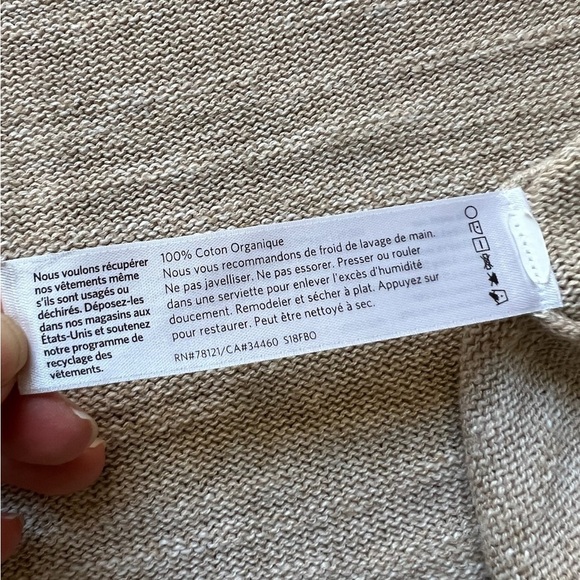 Nous voulons récupérer
nos vêtements même
s'ils sont usagés ou
déchirés. Déposez-les
dans nos magasins aux
États-Unis et soutenez
notre programme de
recyclage des
vêtements.
100% Coton Organique
Nous vous recommandons de froid de lavage de main.
Ne pas javelliser. Ne pas essorer. Presser ou rouler
dans une serviette pour enlever l'excès d'humidité
doucement. Remodeler et sécher à plat. Appuyez sur
pour restaurer. Peut être nettoyé à sec.
RN#78121/CA#34460 S18FBO